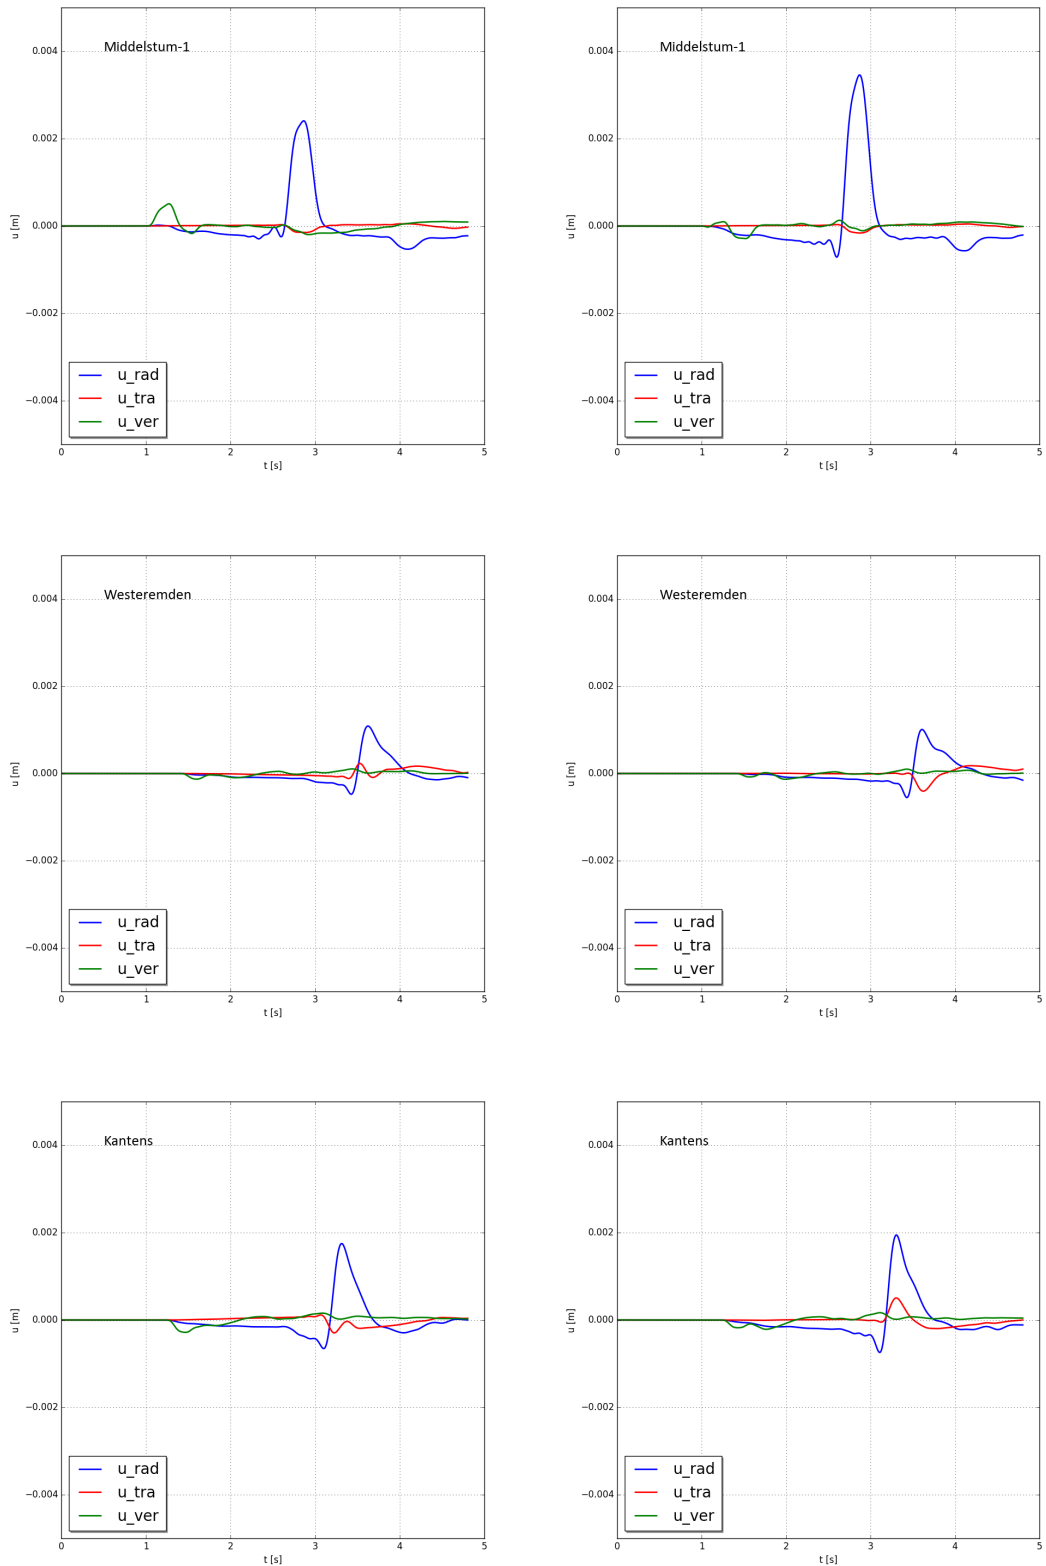 Middelstum-1
0.004
0.002
0.000
−0.002
−0.004
u [m]
u_rad
u_tra
u_ver
0 1 2 3 4 5
t [s]
Middelstum-1
0.004
0.002
0.000
−0.002
−0.004
u [m]
u_rad
u_tra
u_ver
0 1 2 3 4 5
t [s]
Westeremden
0.004
0.002
0.000
−0.002
−0.004
u [m]
u_rad
u_tra
u_ver
0 1 2 3 4 5
t [s]
Westeremden
0.004
0.002
0.000
−0.002
−0.004
u [m]
u_rad
u_tra
u_ver
0 1 2 3 4 5
t [s]
Kantens
0.004
0.002
0.000
−0.002
−0.004
u [m]
u_rad
u_tra
u_ver
0 1 2 3 4 5
t [s]
Kantens
0.004
0.002
0.000
−0.002
−0.004
u [m]
u_rad
u_tra
u_ver
0 1 2 3 4 5
t [s]